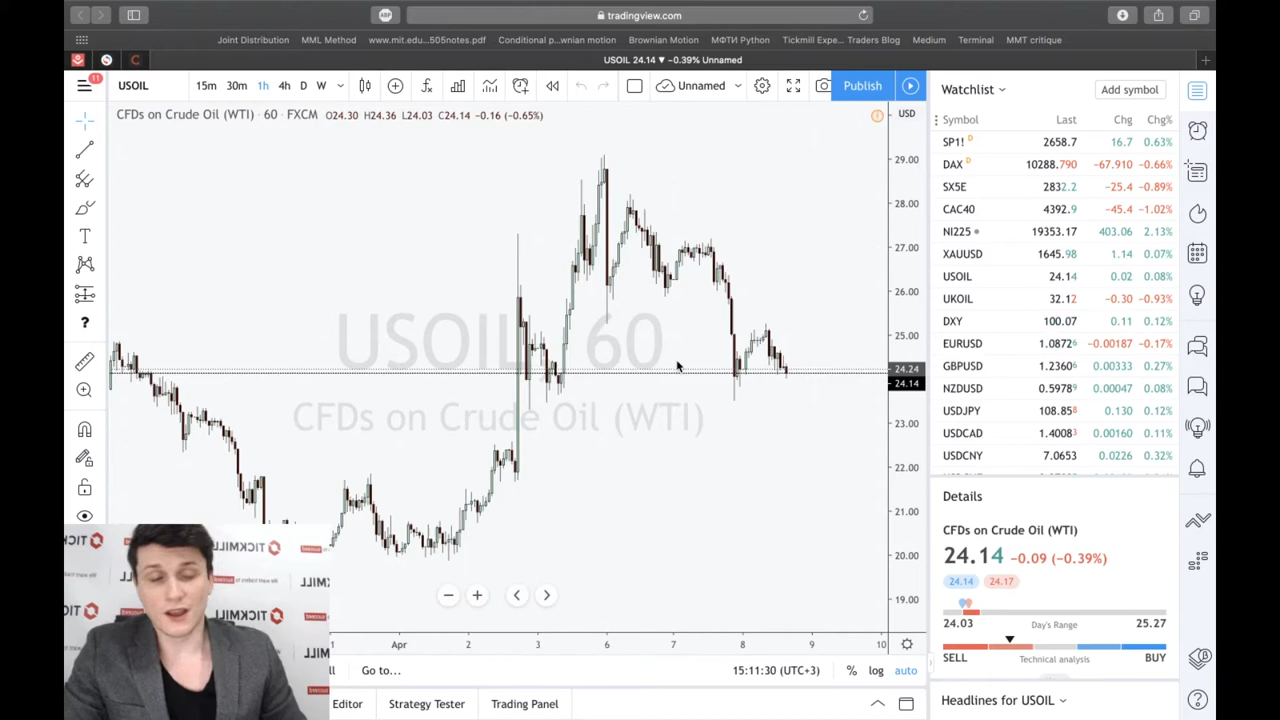 tradingview.com
Joint Distribution MML Method www.mit.ed...505notes.pdf Conditional p...wnian motion Brownian Motion МФТИ Python Tickmill Expe... Traders Blog Medium Terminal MMT critique
USOIL 24.14 ▼ −0.39% Unnamed
11
USOIL 15m 30m 1h 4h D W Unnamed Publish
CFDs on Crude Oil (WTI) · 60 · FXCM O24.30 H24.36 L24.03 C24.14 −0.16 (−0.65%)
USD
29.00
28.00
27.00
26.00
25.00
24.24
24.14
23.00
22.00
21.00
20.00
19.00
USOIL, 60
CFDs on Crude Oil (WTI)
Apr 2 3 6 7 8 9 10
Go to... 15:11:30 (UTC+3) % log auto
Editor Strategy Tester Trading Panel
Watchlist Add symbol
Symbol Last Chg Chg%
SP1! D 2658.7 16.7 0.63%
DAX D 10288.790 −67.910 −0.66%
SX5E 2832.2 −25.4 −0.89%
CAC40 4392.9 −45.4 −1.02%
NI225 19353.17 403.06 2.13%
XAUUSD 1645.98 1.14 0.07%
USOIL 24.14 0.02 0.08%
UKOIL 32.12 −0.30 −0.93%
DXY 100.07 0.11 0.12%
EURUSD 1.08726 −0.00187 −0.17%
GBPUSD 1.23606 0.00333 0.27%
NZDUSD 0.59789 0.00047 0.08%
USDJPY 108.858 0.130 0.12%
USDCAD 1.40083 0.00160 0.11%
USDCNY 7.0653 0.0226 0.32%
Details
CFDs on Crude Oil (WTI)
24.14 −0.09 (−0.39%)
24.14 24.17
24.03 Day's Range 25.27
SELL Technical analysis BUY
Headlines for USOIL
TICKMILL